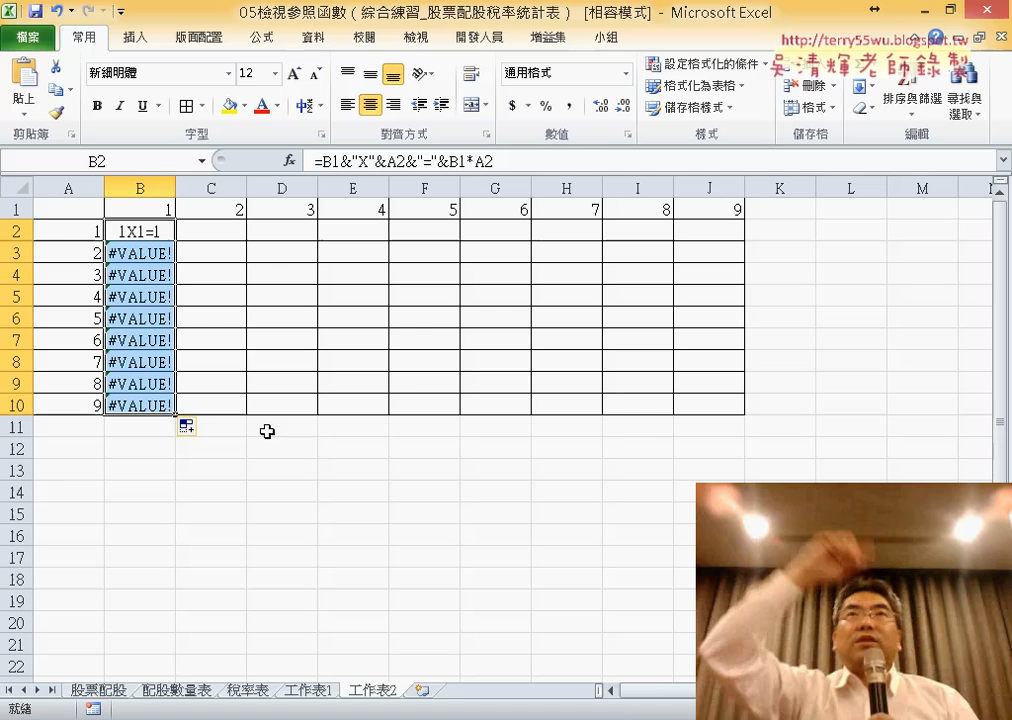 05檢視參照函數（綜合練習_股票配股稅率統計表） [相容模式] - Microsoft Excel
檔案 常用 插入 版面配置 公式 資料 校閱 檢視 開發人員 增益集 小組
http://terry55wu.blogspot.tw
吳清輝老師錄製
貼上 新細明體 12 通用格式 設定格式化的條件 格式化為表格 儲存格樣式 刪除 格式 排序與篩選 尋找與選取
剪貼簿 字型 對齊方式 數值 樣式 儲存格 編輯
B2 fx =B1&"X"&A2&"="&B1*A2
A B C D E F G H I J K L M
1 1 2 3 4 5 6 7 8 9
2 1 1X1=1
3 2 #VALUE!
4 3 #VALUE!
5 4 #VALUE!
6 5 #VALUE!
7 6 #VALUE!
8 7 #VALUE!
9 8 #VALUE!
10 9 #VALUE!
11
12
13
14
15
16
17
18
19
20
21
22
股票配股 配股數量表 稅率表 工作表1 工作表2
就緒